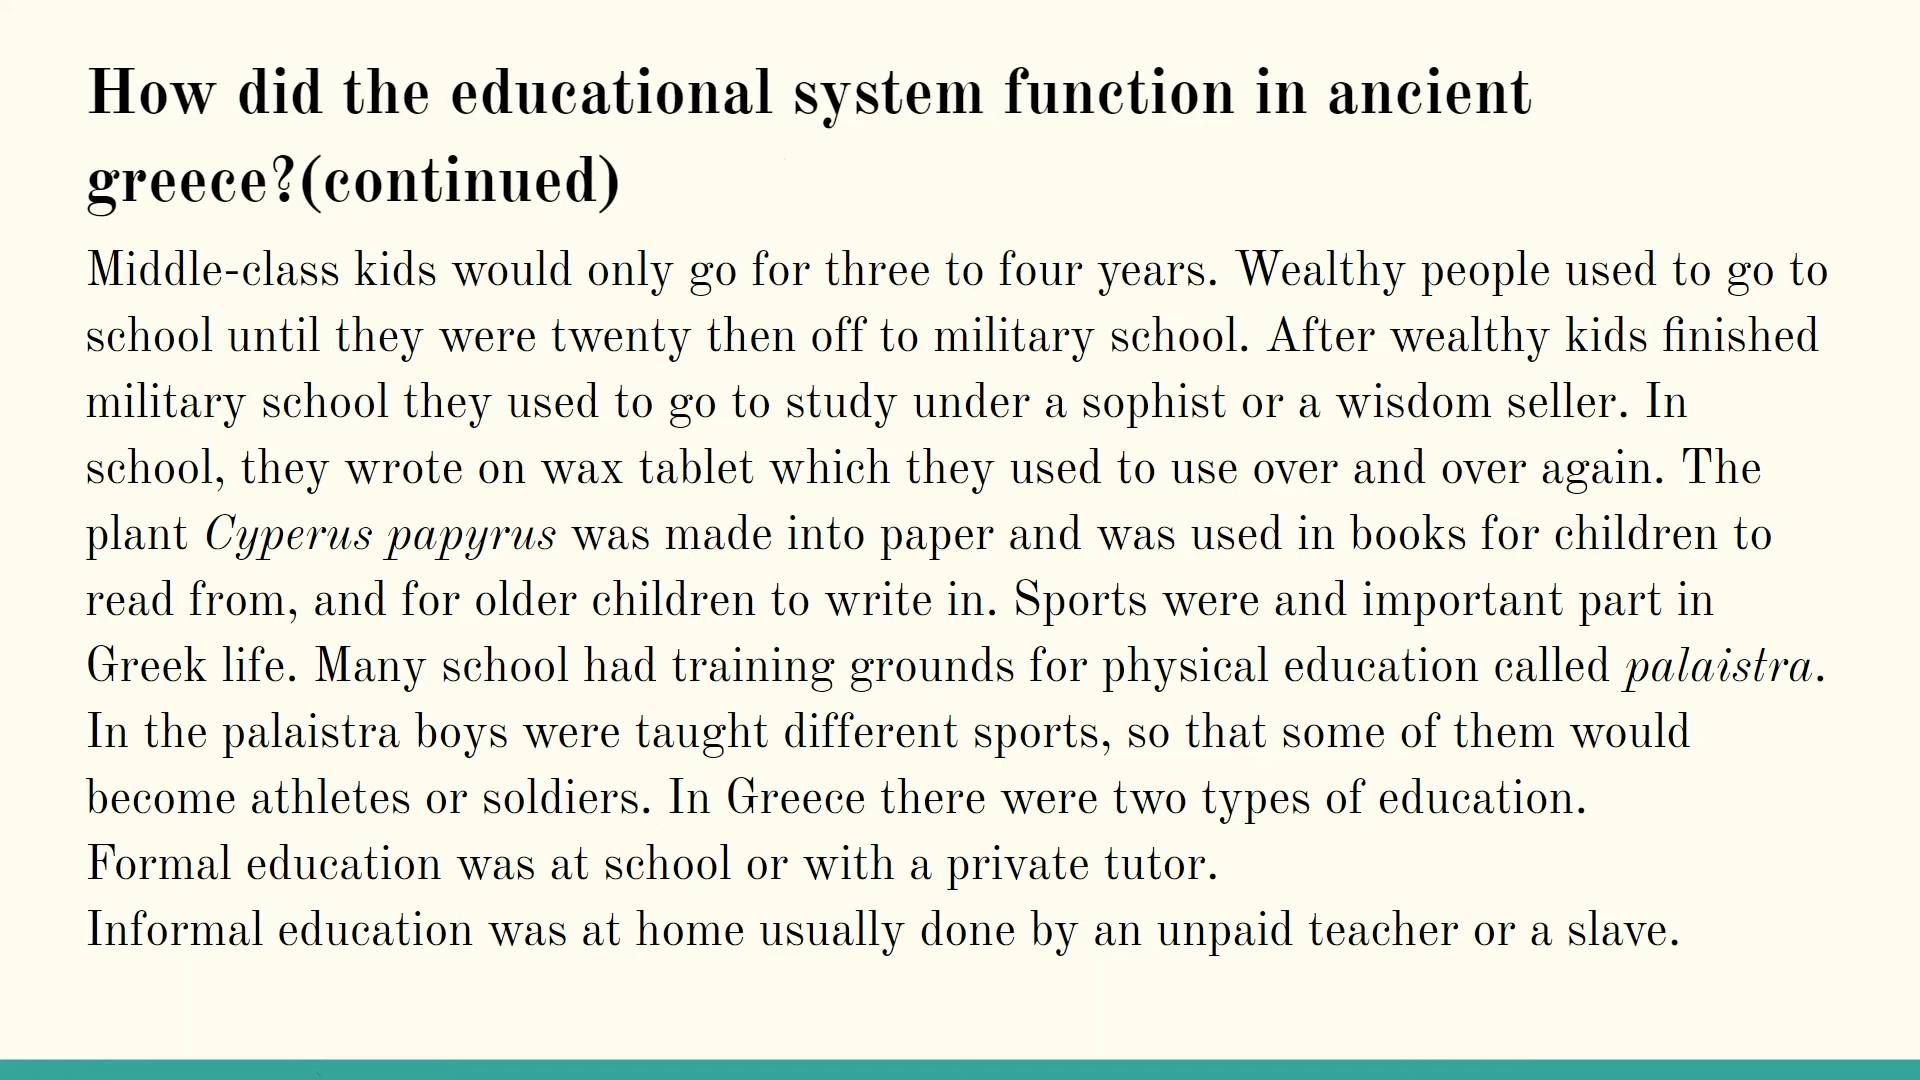 How did the educational system function in ancient
greece?(continued)
Middle-class kids would only go for three to four years. Wealthy people used to go to
school until they were twenty then off to military school. After wealthy kids finished
military school they used to go to study under a sophist or a wisdom seller. In
school, they wrote on wax tablet which they used to use over and over again. The
plant Cyperus papyrus was made into paper and was used in books for children to
read from, and for older children to write in. Sports were and important part in
Greek life. Many school had training grounds for physical education called palaistra.
In the palaistra boys were taught different sports, so that some of them would
become athletes or soldiers. In Greece there were two types of education.
Formal education was at school or with a private tutor.
Informal education was at home usually done by an unpaid teacher or a slave.